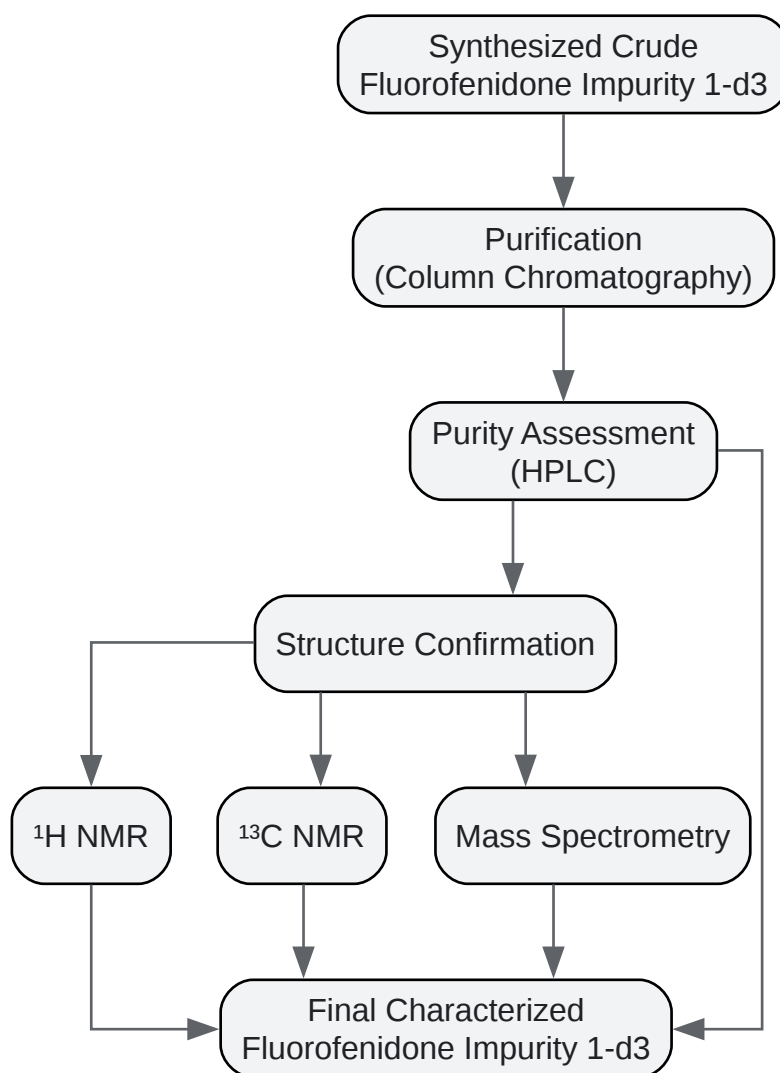 Synthesized Crude
Fluorofenidone Impurity 1-d3
Purification
(Column Chromatography)
Purity Assessment
(HPLC)
Structure Confirmation
¹H NMR
¹³C NMR
Mass Spectrometry
Final Characterized
Fluorofenidone Impurity 1-d3